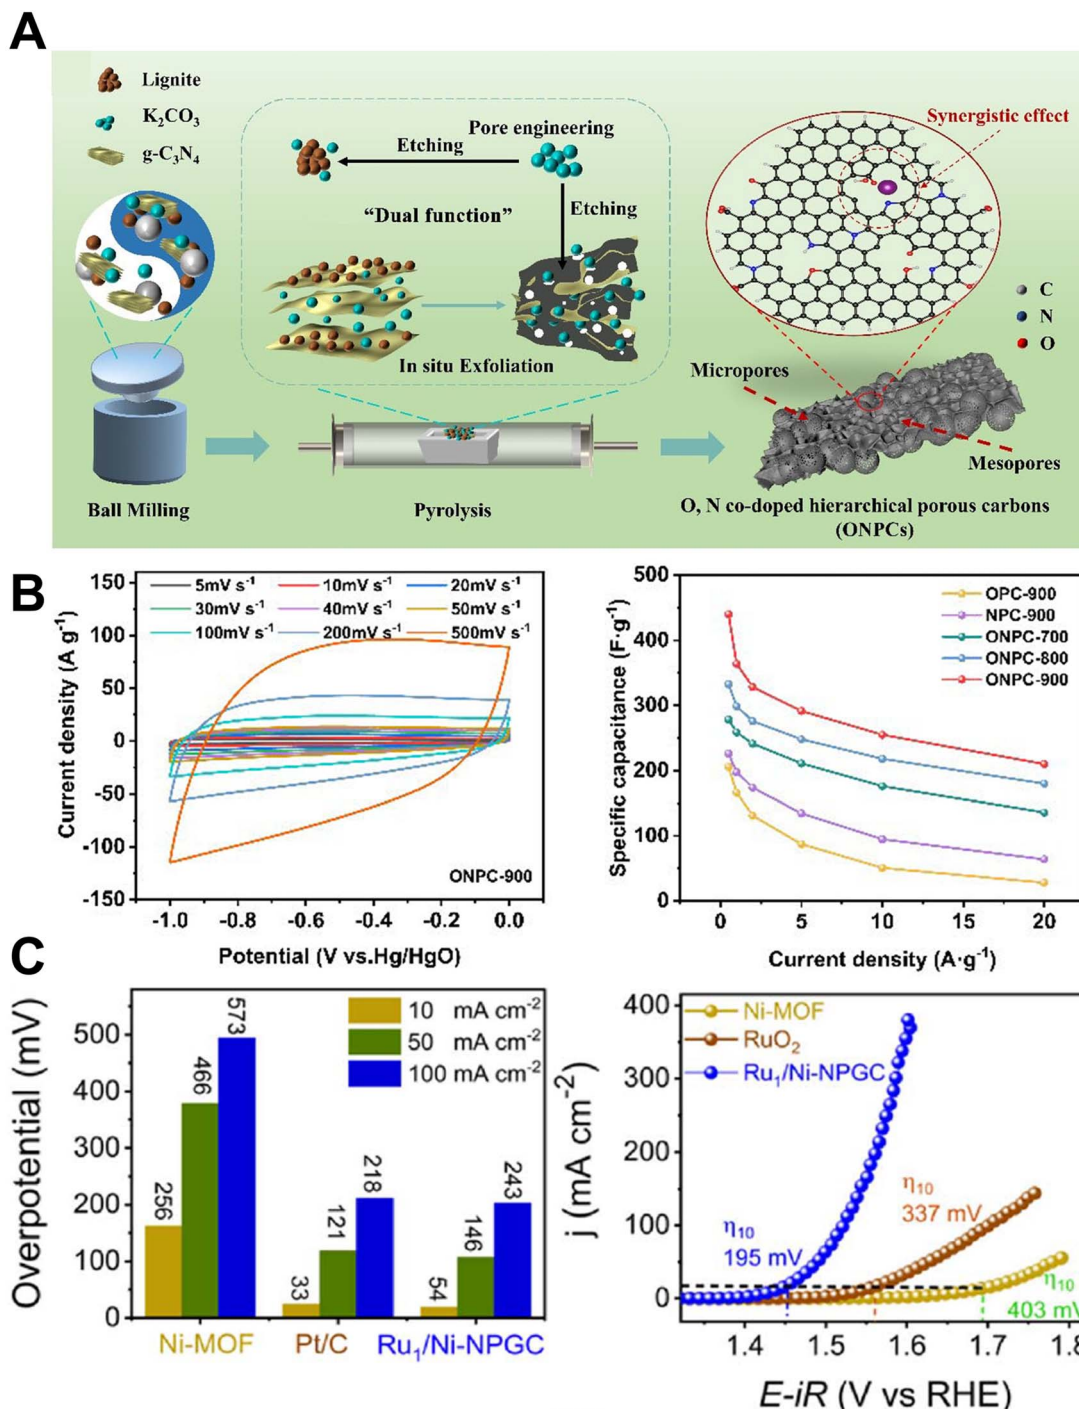 A
Lignite
K₂CO₃
g-C₃N₄
Pore engineering
Etching
Etching
“Dual function”
In situ Exfoliation
Synergistic effect
C
N
O
Micropores
Mesopores
Ball Milling
Pyrolysis
O, N co-doped hierarchical porous carbons
(ONPCs)
B
150
100
50
0
-50
-100
-150
Current density (A g⁻¹)
5mV s⁻¹ 10mV s⁻¹ 20mV s⁻¹
30mV s⁻¹ 40mV s⁻¹ 50mV s⁻¹
100mV s⁻¹ 200mV s⁻¹ 500mV s⁻¹
ONPC-900
-1.0 -0.8 -0.6 -0.4 -0.2 0.0
Potential (V vs.Hg/HgO)
500
400
300
200
100
0
Specific capacitance (F·g⁻¹)
OPC-900
NPC-900
ONPC-700
ONPC-800
ONPC-900
0 5 10 15 20
Current density (A·g⁻¹)
C
500
400
300
200
100
0
Overpotential (mV)
10 mA cm⁻²
50 mA cm⁻²
100 mA cm⁻²
256
466
573
33
121
218
54
146
243
Ni-MOF Pt/C Ru₁/Ni-NPGC
400
300
200
100
0
j (mA cm⁻²)
Ni-MOF
RuO₂
Ru₁/Ni-NPGC
η₁₀
195 mV
η₁₀
337 mV
η₁₀
403 mV
1.4 1.5 1.6 1.7 1.8
E-iR (V vs RHE)